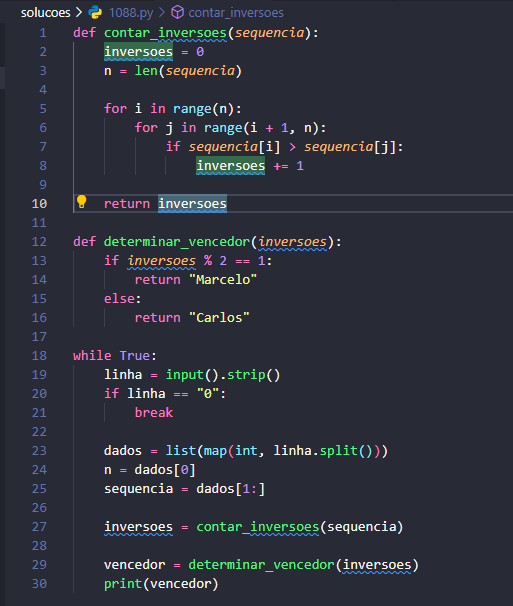 solucoes > 1088.py > contar_inversoes
1 def contar_inversoes(sequencia):
2     inversoes = 0
3     n = len(sequencia)
4
5     for i in range(n):
6         for j in range(i + 1, n):
7             if sequencia[i] > sequencia[j]:
8                 inversoes += 1
9
10     return inversoes
11
12 def determinar_vencedor(inversoes):
13     if inversoes % 2 == 1:
14         return "Marcelo"
15     else:
16         return "Carlos"
17
18 while True:
19     linha = input().strip()
20     if linha == "0":
21         break
22
23     dados = list(map(int, linha.split()))
24     n = dados[0]
25     sequencia = dados[1:]
26
27     inversoes = contar_inversoes(sequencia)
28
29     vencedor = determinar_vencedor(inversoes)
30     print(vencedor)